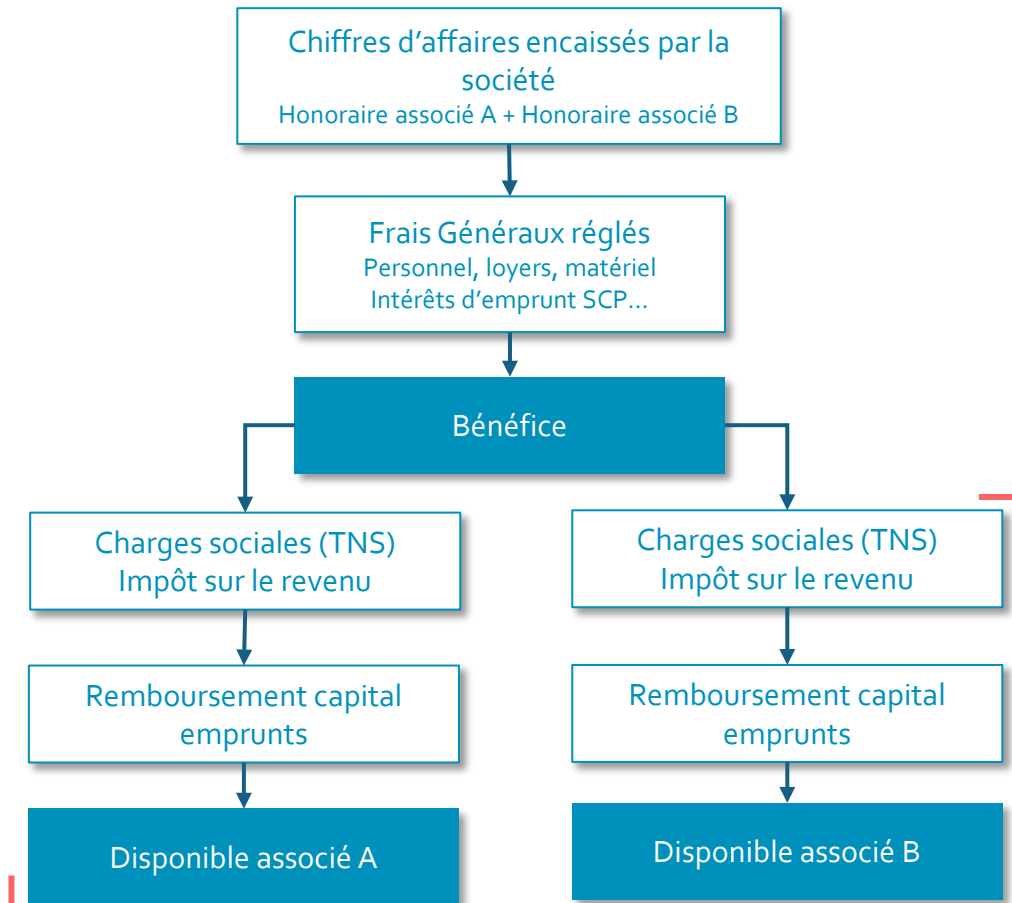 Chiffres d'affaires encaissés par la
société
Honoraire associé A + Honoraire associé B
Frais Généraux réglés
Personnel, loyers, matériel
Intérêts d'emprunt SCP...
Bénéfice
Charges sociales (TNS)
Impôt sur le revenu
Charges sociales (TNS)
Impôt sur le revenu
Remboursement capital
emprunts
Remboursement capital
emprunts
Disponible associé A
Disponible associé B